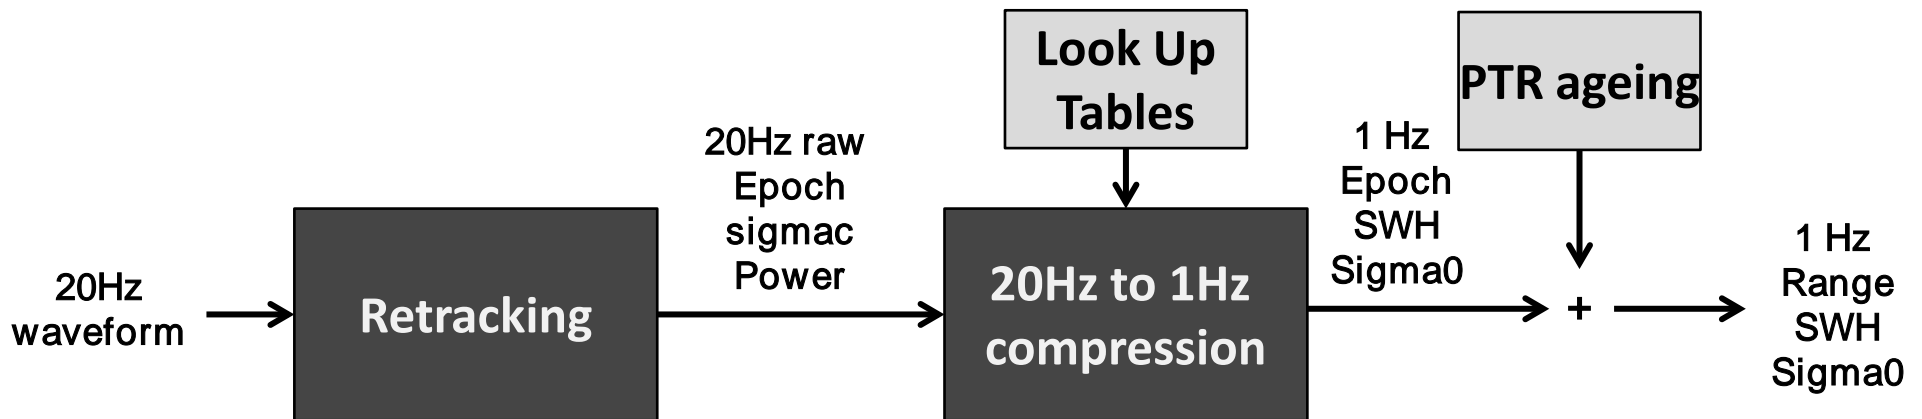 20Hz
waveform
Retracking
20Hz raw
Epoch
sigmac
Power
Look Up
Tables
20Hz to 1Hz
compression
1 Hz
Epoch
SWH
Sigma0
PTR ageing
+
1 Hz
Range
SWH
Sigma0